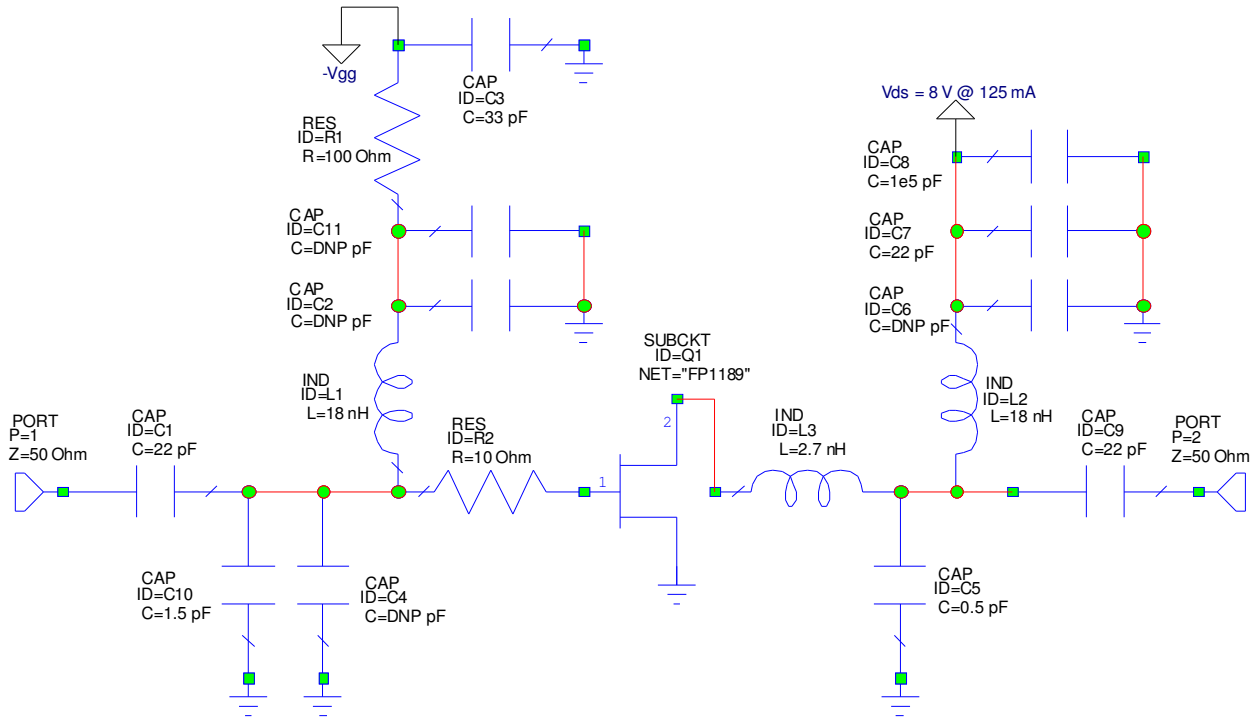 -Vgg
CAP
ID=C3
C=33 pF
RES
ID=R1
R=100 Ohm
CAP
ID=C11
C=DNP pF
CAP
ID=C2
C=DNP pF
IND
ID=L1
L=18 nH
PORT
P=1
Z=50 Ohm
CAP
ID=C1
C=22 pF
RES
ID=R2
R=10 Ohm
CAP
ID=C10
C=1.5 pF
CAP
ID=C4
C=DNP pF
SUBCKT
ID=Q1
NET="FP1189"
2
1
IND
ID=L3
L=2.7 nH
Vds = 8 V @ 125 mA
CAP
ID=C8
C=1e5 pF
CAP
ID=C7
C=22 pF
CAP
ID=C6
C=DNP pF
IND
ID=L2
L=18 nH
CAP
ID=C9
C=22 pF
PORT
P=2
Z=50 Ohm
CAP
ID=C5
C=0.5 pF